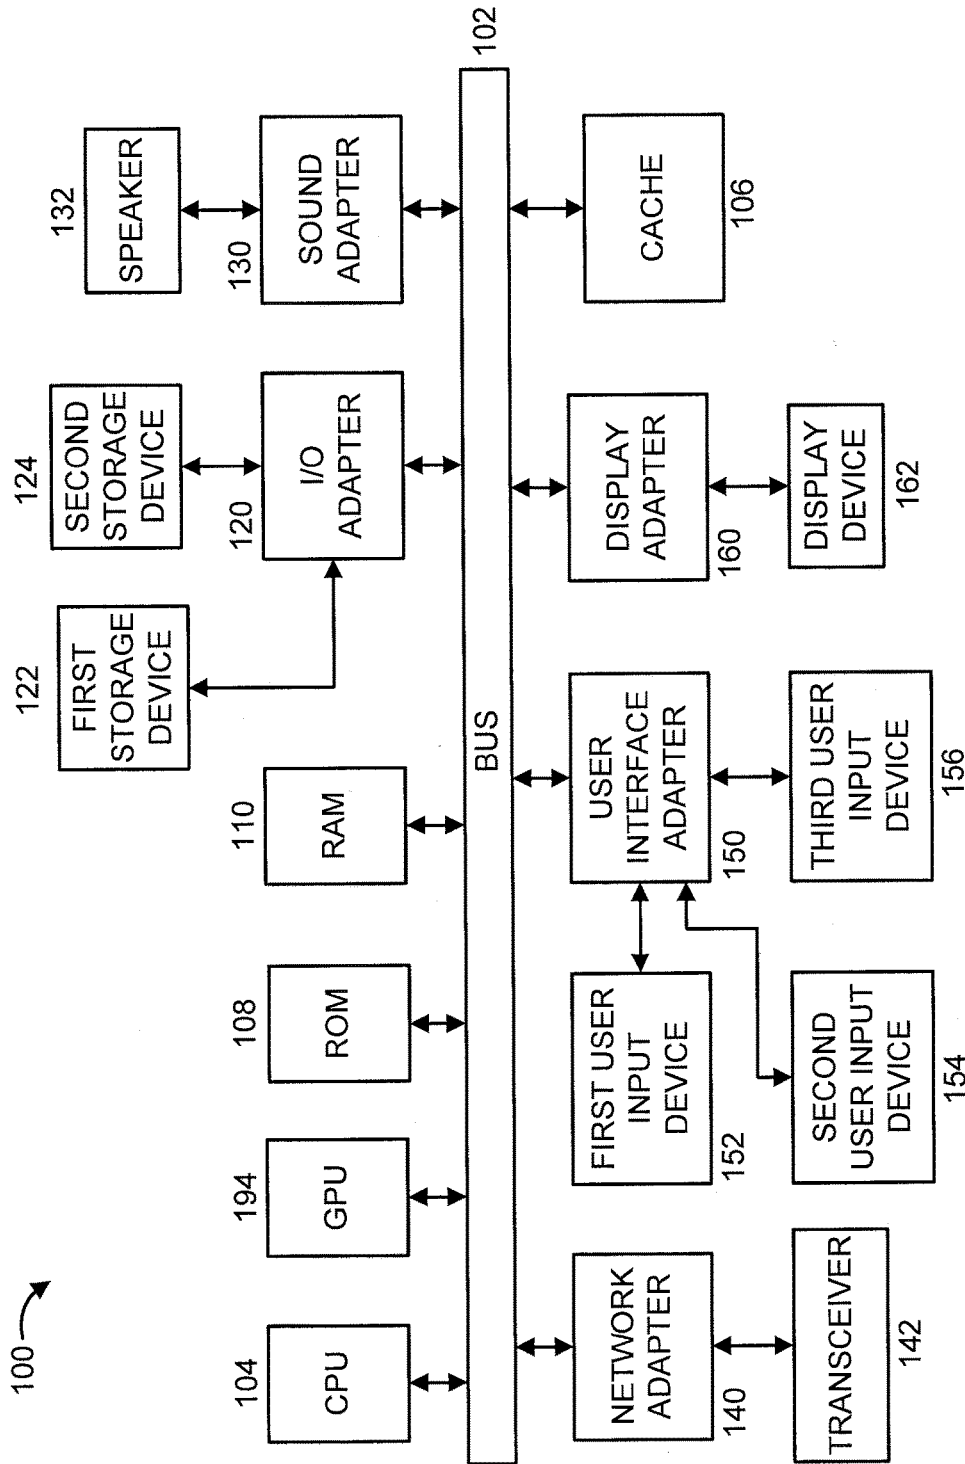 100
104
CPU
194
GPU
108
ROM
110
RAM
122
FIRST
STORAGE
DEVICE
124
SECOND
STORAGE
DEVICE
120
I/O
ADAPTER
132
SPEAKER
130
SOUND
ADAPTER
BUS
102
NETWORK
ADAPTER
140
TRANSCEIVER
142
FIRST USER
INPUT
DEVICE
152
SECOND
USER INPUT
DEVICE
154
USER
INTERFACE
ADAPTER
150
THIRD USER
INPUT
DEVICE
156
DISPLAY
ADAPTER
160
DISPLAY
DEVICE
162
CACHE
106